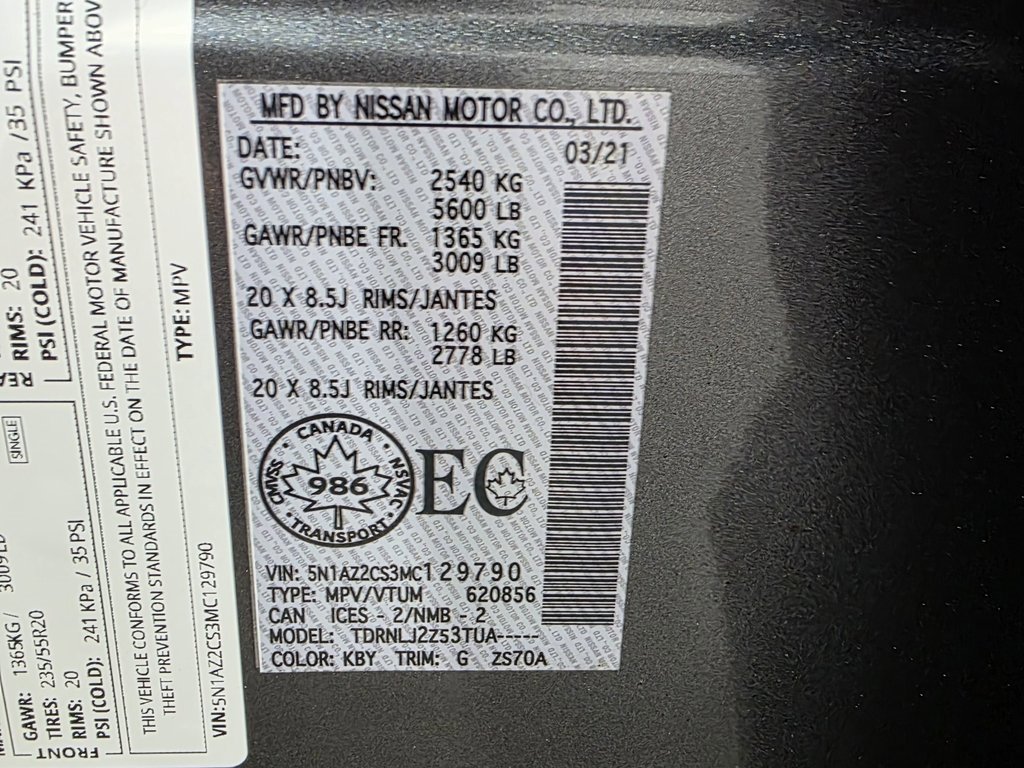 MFD BY NISSAN MOTOR CO., LTD.
DATE: 03/21
GVWR/PNBV: 2540 KG
5600 LB
GAWR/PNBE FR. 1365 KG
3009 LB
20 X 8.5J RIMS/JANTES
GAWR/PNBE RR: 1260 KG
2778 LB
20 X 8.5J RIMS/JANTES
CANADA
CMVSS 986 NSVAC
TRANSPORT
EC
VIN: 5N1AZ2CS3MC129790
TYPE: MPV/VTUM 620856
CAN ICES - 2/NMB - 2
MODEL: TDRNLJ2Z53TUA-----
COLOR: KBY TRIM: G ZS70A
GAWR: 1365KG / 3009LB
TIRES: 235/55R20
RIMS: 20
PSI (COLD): 241 KPa / 35PSI
SINGLE
RIMS: 20
PSI (COLD): 241 KPa /35 PSI
THIS VEHICLE CONFORMS TO ALL APPLICABLE U.S. FEDERAL MOTOR VEHICLE SAFETY, BUMPER
THEFT PREVENTION STANDARDS IN EFFECT ON THE DATE OF MANUFACTURE SHOWN ABOV
VIN:5N1AZ2CS3MC129790 TYPE: MPV